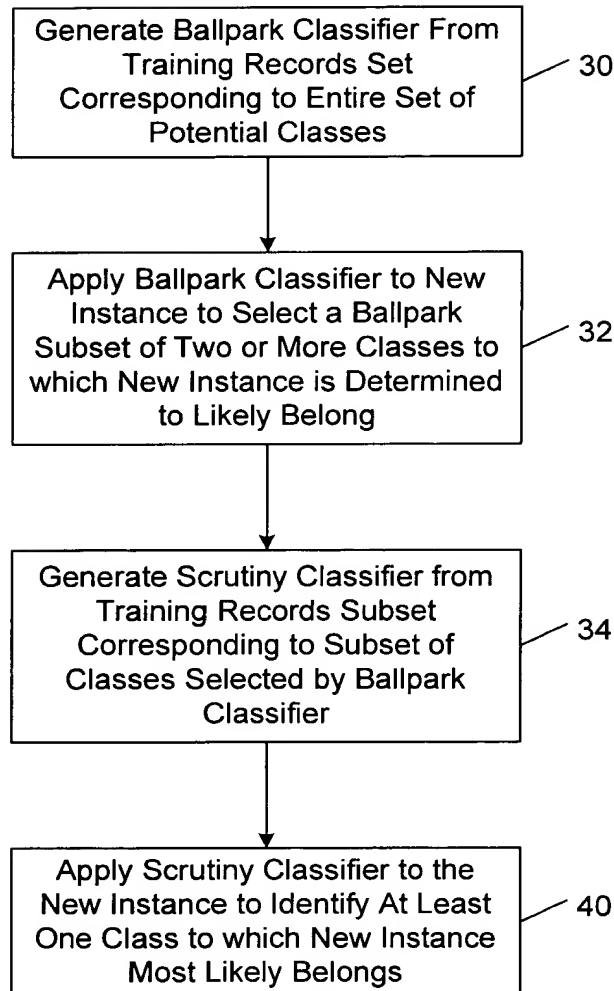 Generate Ballpark Classifier From
Training Records Set
Corresponding to Entire Set of
Potential Classes
30
Apply Ballpark Classifier to New
Instance to Select a Ballpark
Subset of Two or More Classes to
which New Instance is Determined
to Likely Belong
32
Generate Scrutiny Classifier from
Training Records Subset
Corresponding to Subset of
Classes Selected by Ballpark
Classifier
34
Apply Scrutiny Classifier to the
New Instance to Identify At Least
One Class to which New Instance
Most Likely Belongs
40